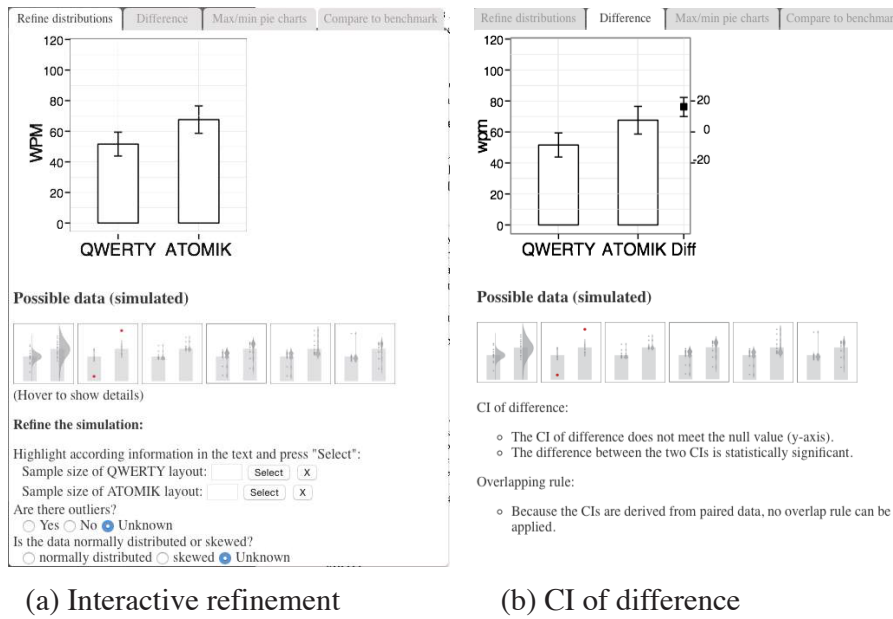 Refine distributions
Difference
Max/min pie charts
Compare to benchmark
120
100
80
60
40
20
0
WPM
QWERTY ATOMIK
Possible data (simulated)
(Hover to show details)
Refine the simulation:
Highlight according information in the text and press "Select":
Sample size of QWERTY layout: Select X
Sample size of ATOMIK layout: Select X
Are there outliers?
Yes No Unknown
Is the data normally distributed or skewed?
normally distributed skewed Unknown
(a) Interactive refinement
Refine distributions
Difference
Max/min pie charts
Compare to benchmar
120
100
80
60
40
20
0
wpm
20
0
-20
QWERTY ATOMIK Diff
Possible data (simulated)
CI of difference:
The CI of difference does not meet the null value (y-axis).
The difference between the two CIs is statistically significant.
Overlapping rule:
Because the CIs are derived from paired data, no overlap rule can be
applied.
(b) CI of difference